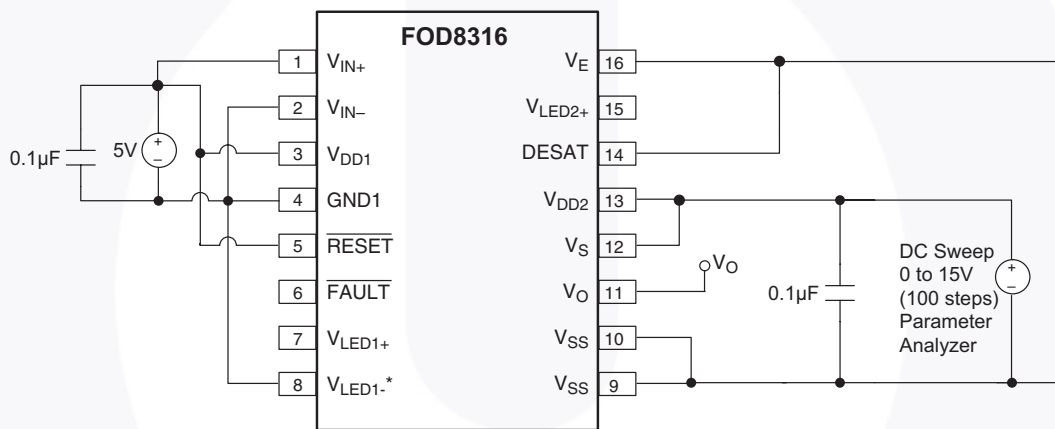 FOD8316
1 V_IN+
2 V_IN–
3 V_DD1
4 GND1
5 RESET
6 FAULT
7 V_LED1+
8 V_LED1-*
V_E 16
V_LED2+ 15
DESAT 14
V_DD2 13
V_S 12
V_O 11
V_SS 10
V_SS 9
0.1µF
5V
+
–
V_O
0.1µF
DC Sweep
0 to 15V
(100 steps)
Parameter
Analyzer
+
–